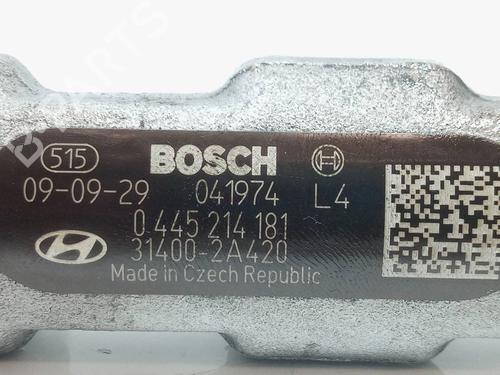 515 BOSCH
09-09-29 041974 L4
0 445 214 181
31400-2A420
Made in Czech Republic